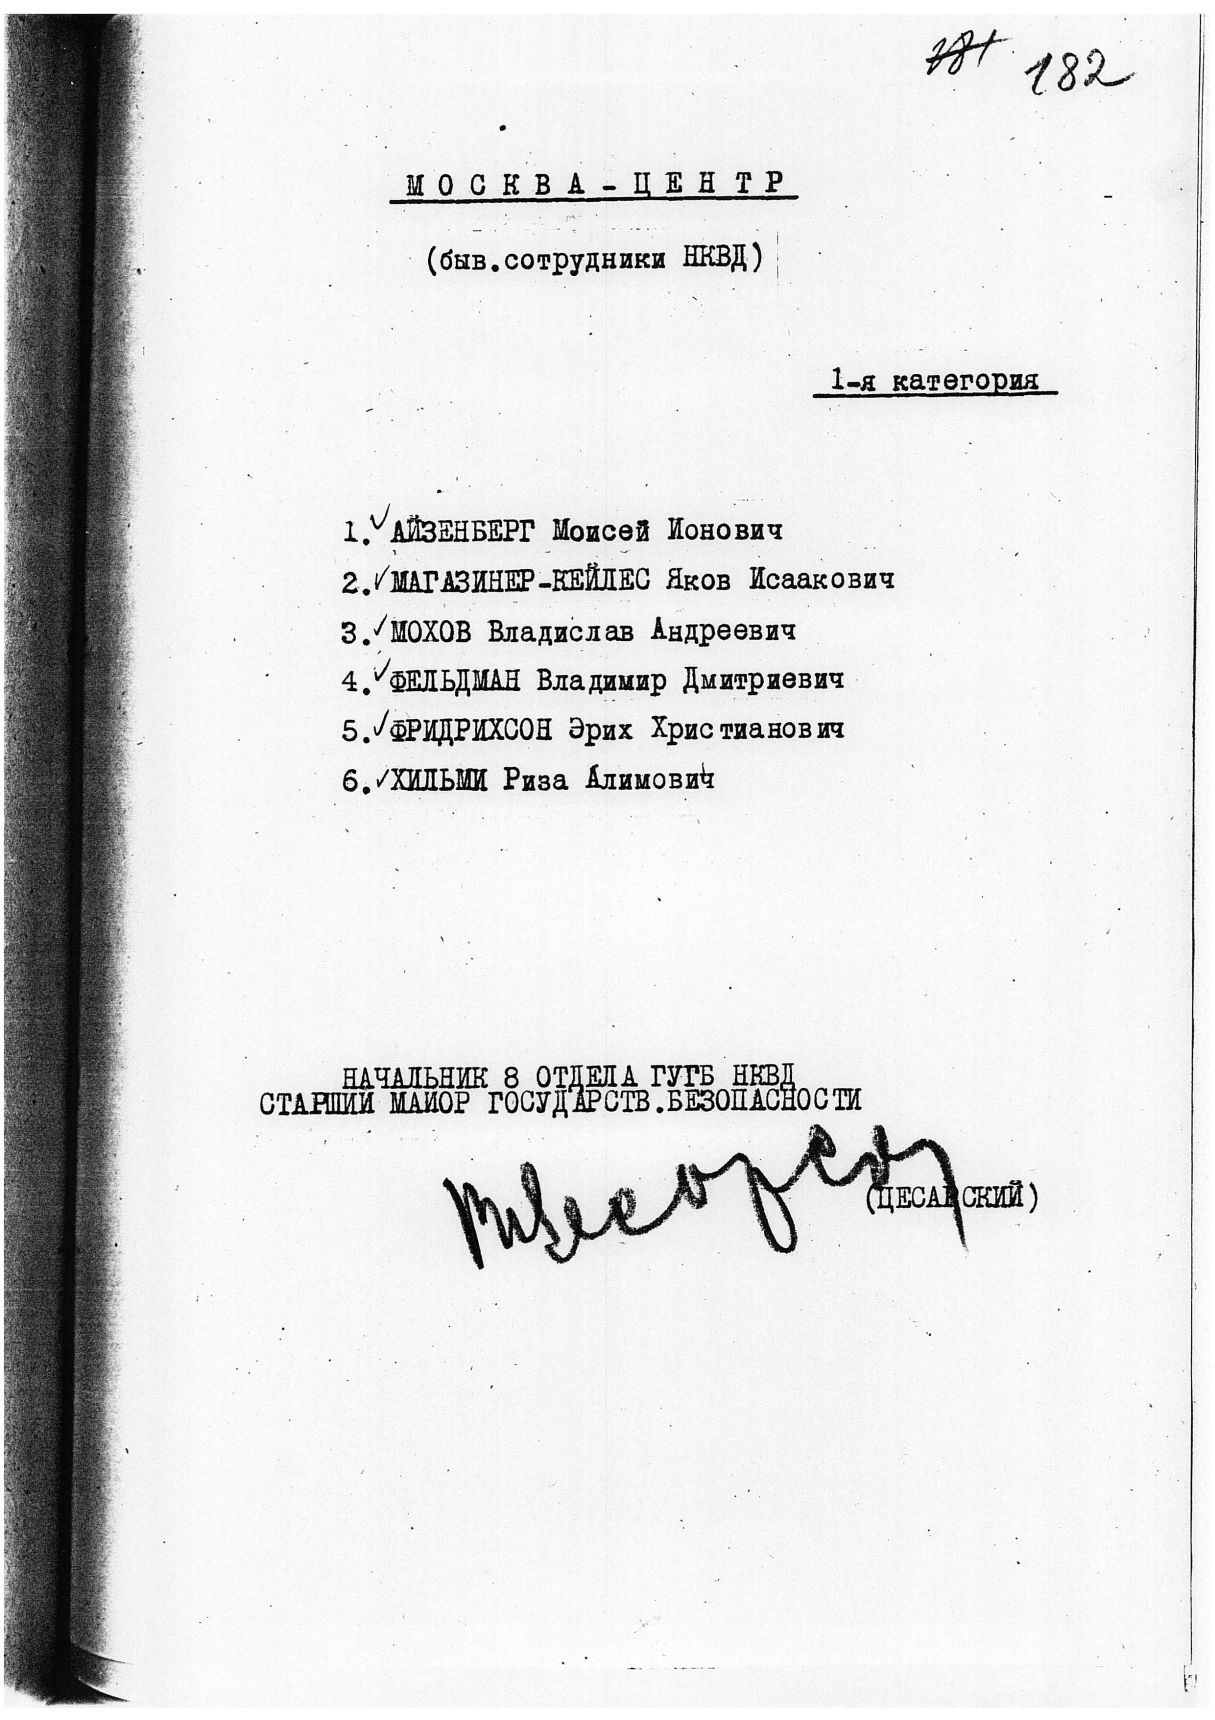 181 182
МОСКВА-ЦЕНТР
(быв.сотрудники НКВД)
1-я категория
1. АЙЗЕНБЕРГ Моисей Ионович
2. МАГАЗИНЕР-КЕЙЛЕС Яков Исаакович
3. МОХОВ Владислав Андреевич
4. ФЕЛЬДМАН Владимир Дмитриевич
5. ФРИДРИХСОН Эрих Христианович
6. ХИЛЬМИ Риза Алимович
НАЧАЛЬНИК 8 ОТДЕЛА ГУГБ НКВД
СТАРШИЙ МАЙОР ГОСУДАРСТВ.БЕЗОПАСНОСТИ
(ЦЕСАРСКИЙ)